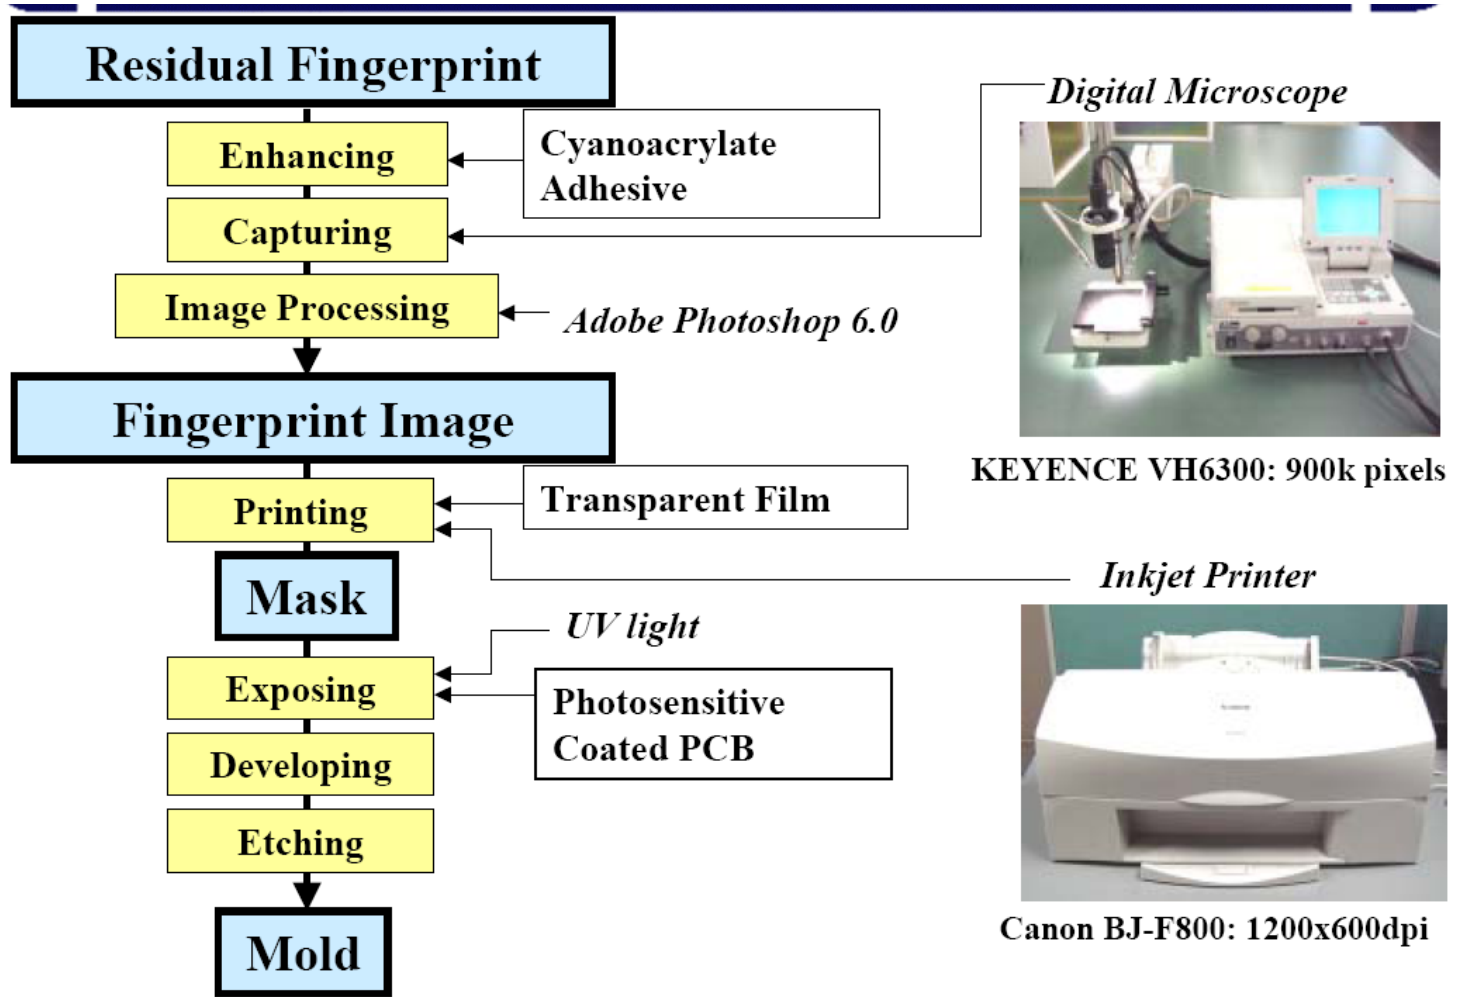 Residual Fingerprint
Enhancing
Cyanoacrylate
Adhesive
Capturing
Digital Microscope
Image Processing
Adobe Photoshop 6.0
KEYENCE VH6300: 900k pixels
Fingerprint Image
Printing
Transparent Film
Inkjet Printer
Mask
UV light
Exposing
Photosensitive
Coated PCB
Developing
Etching
Mold
Canon BJ-F800: 1200x600dpi